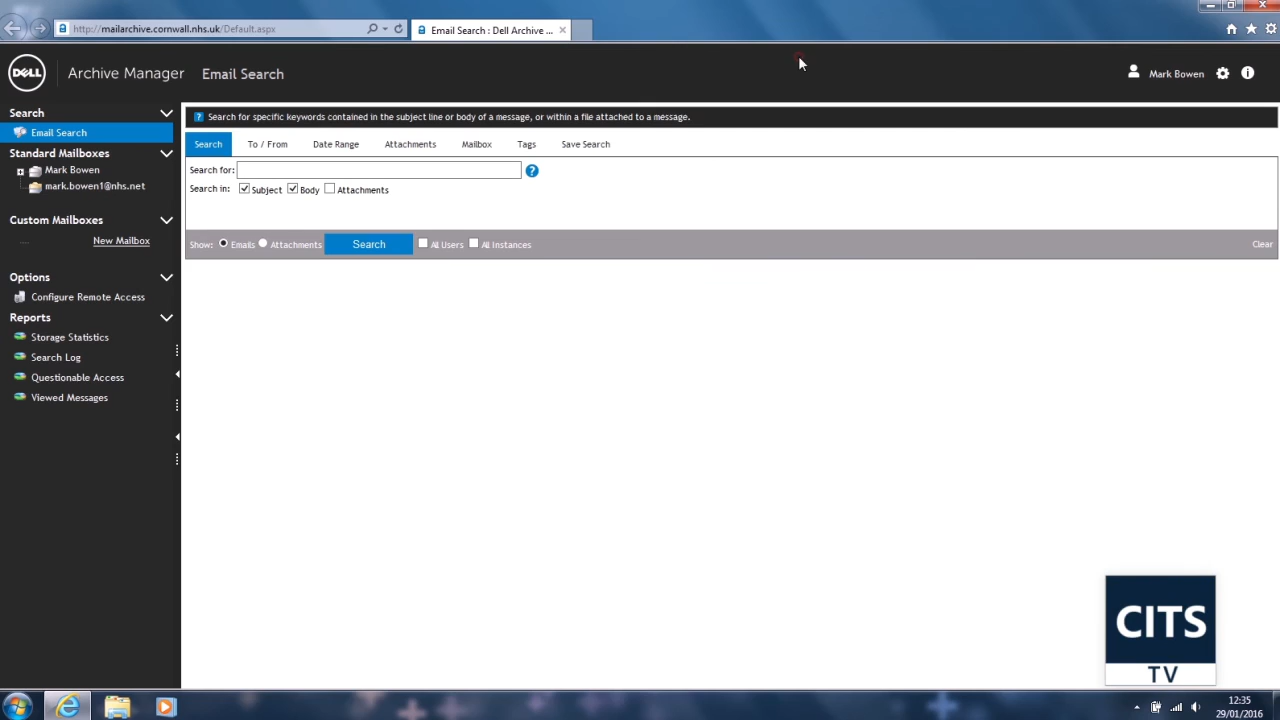 http://mailarchive.cornwall.nhs.uk/Default.aspx
Email Search : Dell Archive ...
DELL
Archive Manager
Email Search
Mark Bowen
Search
Email Search
Standard Mailboxes
Mark Bowen
mark.bowen1@nhs.net
Custom Mailboxes
New Mailbox
Options
Configure Remote Access
Reports
Storage Statistics
Search Log
Questionable Access
Viewed Messages
? Search for specific keywords contained in the subject line or body of a message, or within a file attached to a message.
Search To / From Date Range Attachments Mailbox Tags Save Search
Search for: ?
Search in: Subject Body Attachments
Show: Emails Attachments Search All Users All Instances Clear
CITS
TV
12:35
29/01/2016